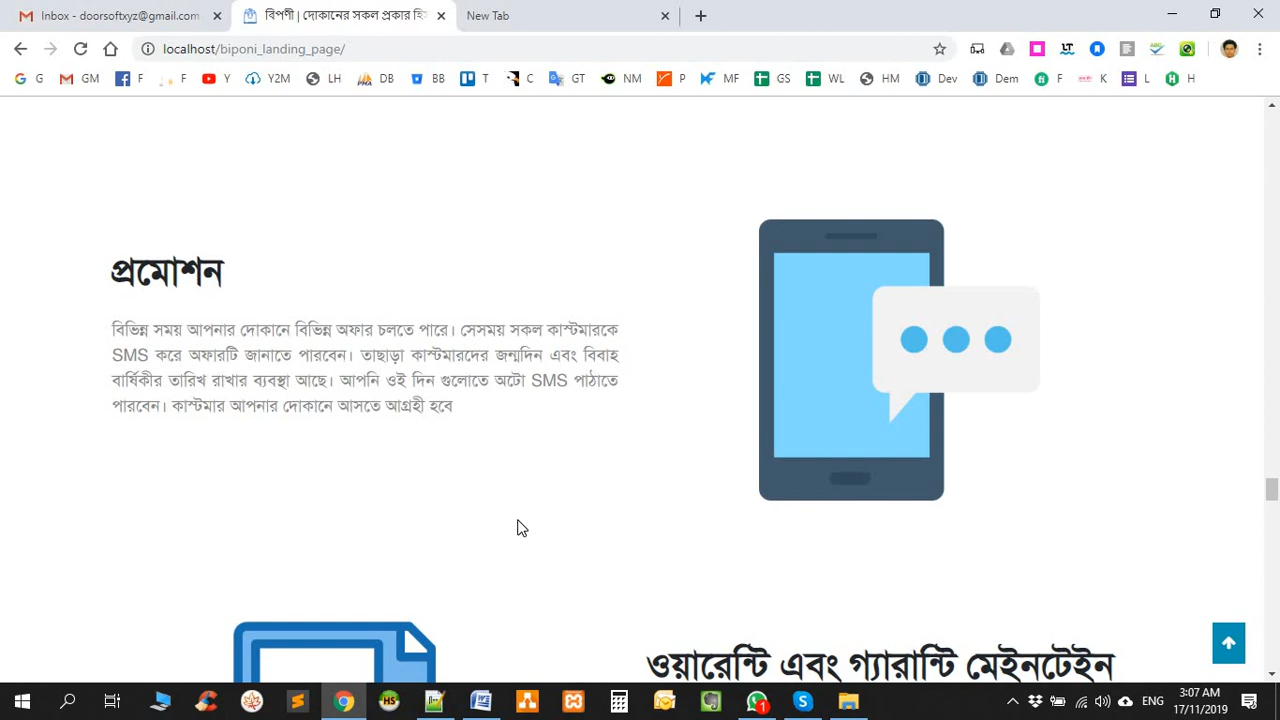 Inbox - doorsoftxyz@gmail.com
বিপণী | দোকানের সকল প্রকার হি
New Tab
localhost/biponi_landing_page/
G GM F F Y Y2M LH DB BB T C GT NM P MF GS WL HM Dev Dem F K L H
প্রমোশন
বিভিন্ন সময় আপনার দোকানে বিভিন্ন অফার চলতে পারে। সেসময় সকল কাস্টমারকে
SMS করে অফারটি জানাতে পারবেন। তাছাড়া কাস্টমারদের জন্মদিন এবং বিবাহ
বার্ষিকীর তারিখ রাখার ব্যবস্থা আছে। আপনি ওই দিন গুলোতে অটো SMS পাঠাতে
পারবেন। কাস্টমার আপনার দোকানে আসতে আগ্রহী হবে
ওয়ারেন্টি এবং গ্যারান্টি মেইনটেইন
ENG
3:07 AM
17/11/2019